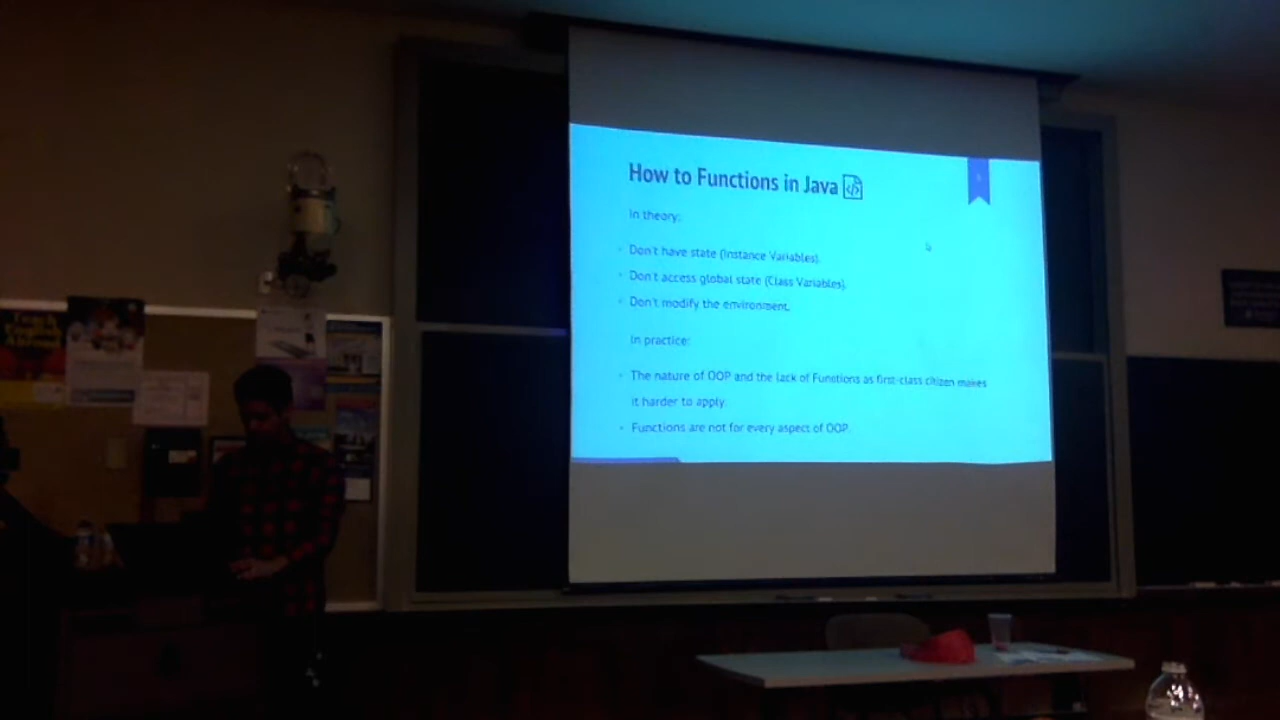 How to Functions in Java
In theory:
Don't have state (Instance Variables).
Don't access global state (Class Variables).
Don't modify the environment.
In practice:
The nature of OOP and the lack of Functions as first-class citizen makes
it harder to apply.
Functions are not for every aspect of OOP.